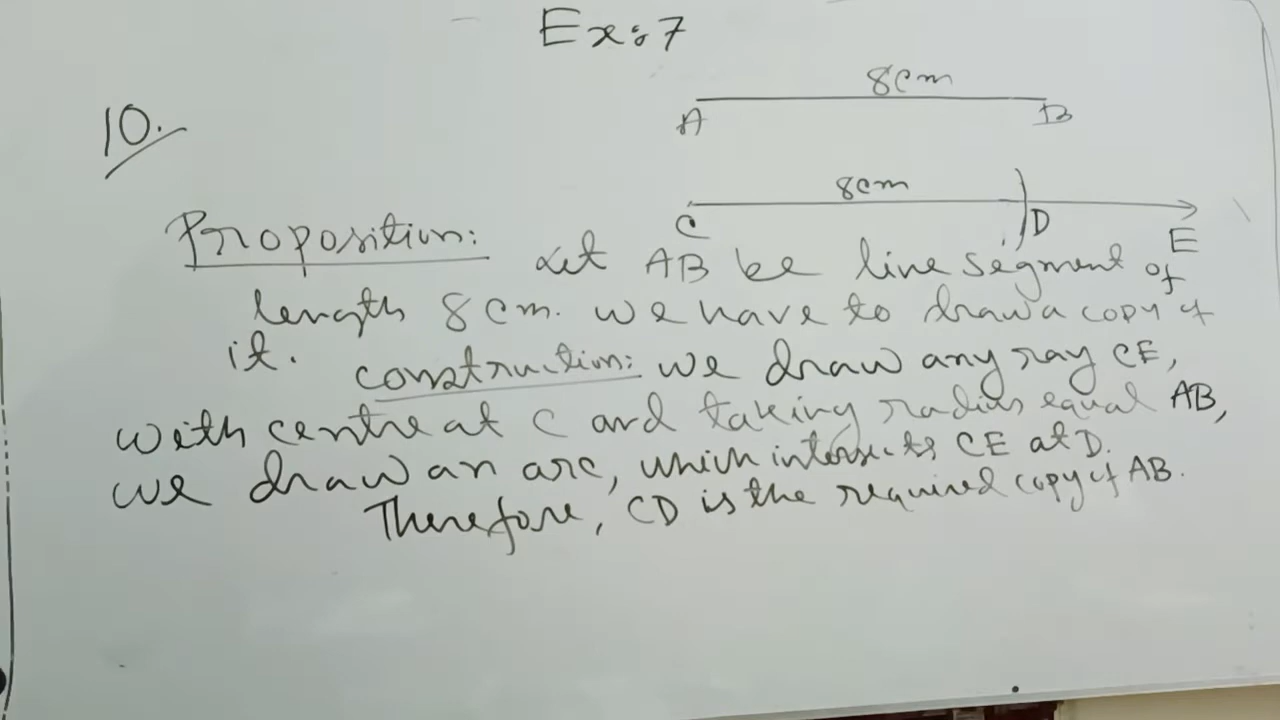 Ex: 7
8cm
10.
A B
8cm
C D E
Proposition: Let AB be line segment of
length 8cm. we have to draw a copy of
it. construction: we draw any ray CE,
with centre at C and taking radius equal AB,
we draw an arc, which intersects CE at D.
Therefore, CD is the required copy of AB.